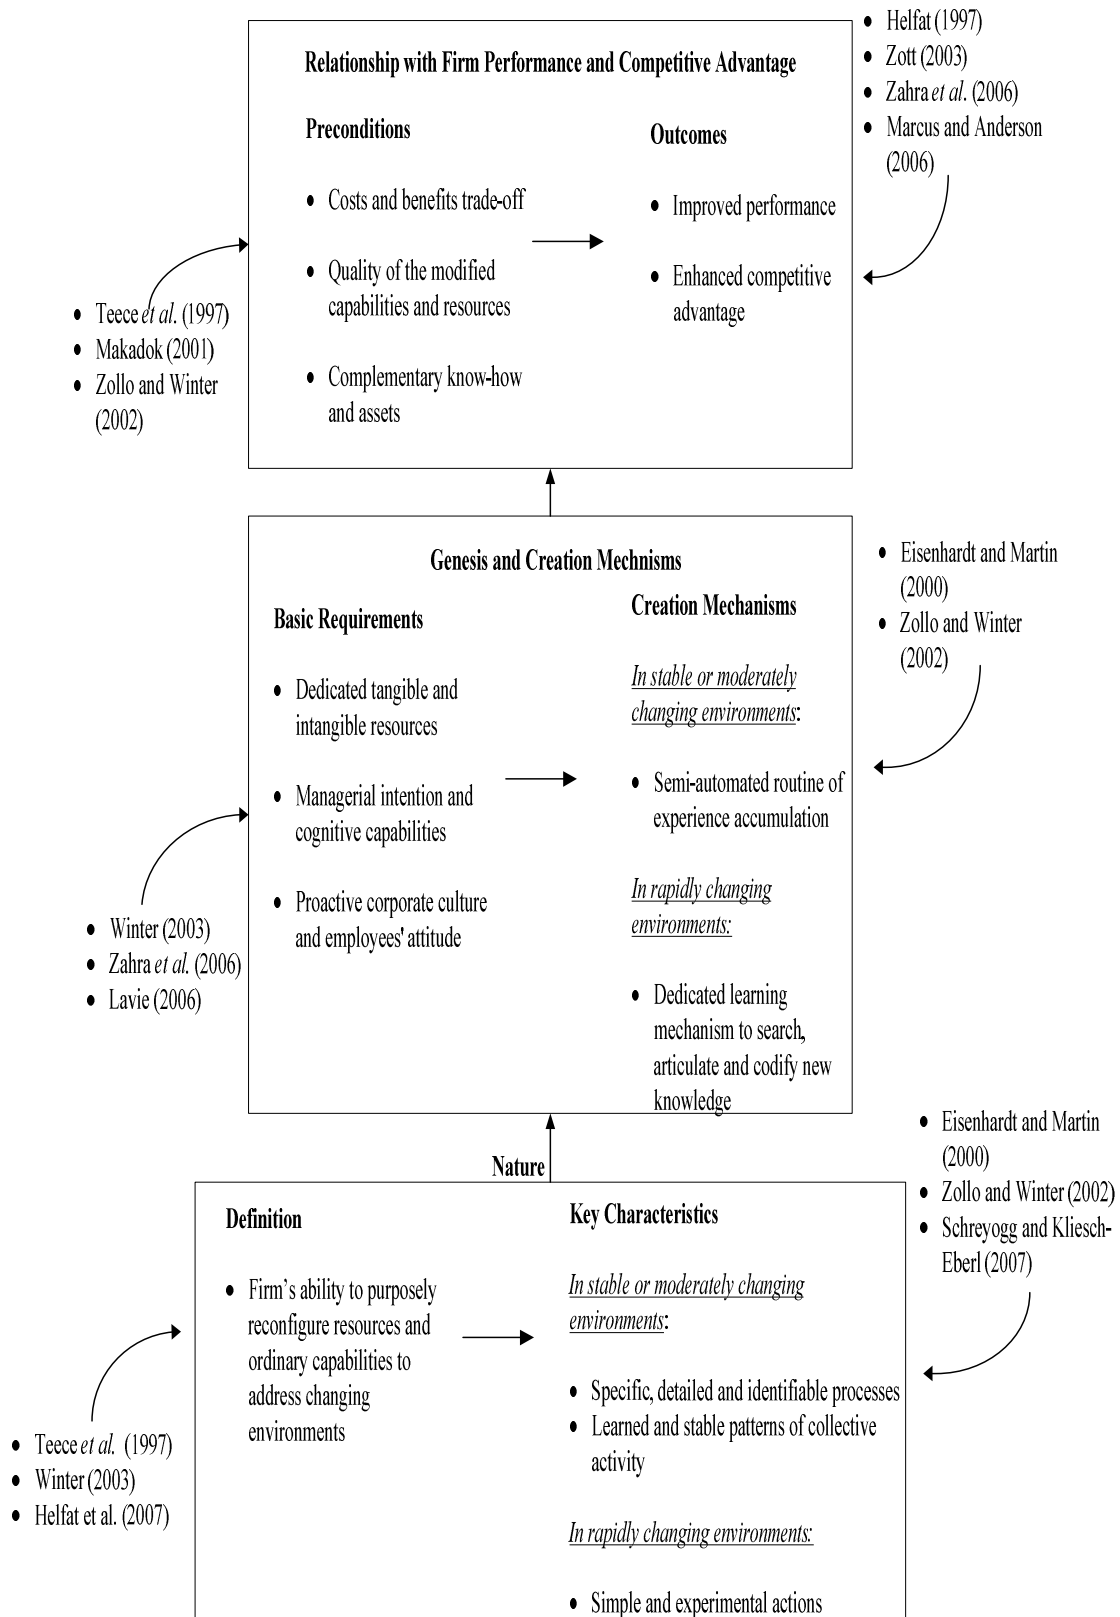 Relationship with Firm Performance and Competitive Advantage
Preconditions
• Costs and benefits trade-off
• Quality of the modified
capabilities and resources
• Complementary know-how
and assets
Outcomes
• Improved performance
• Enhanced competitive
advantage
• Helfat (1997)
• Zott (2003)
• Zahra et al. (2006)
• Marcus and Anderson
(2006)
• Teece et al. (1997)
• Makadok (2001)
• Zollo and Winter
(2002)
Genesis and Creation Mechnisms
Basic Requirements
• Dedicated tangible and
intangible resources
• Managerial intention and
cognitive capabilities
• Proactive corporate culture
and employees' attitude
Creation Mechanisms
In stable or moderately
changing environments:
• Semi-automated routine of
experience accumulation
In rapidly changing
environments:
• Dedicated learning
mechanism to search,
articulate and codify new
knowledge
• Eisenhardt and Martin
(2000)
• Zollo and Winter
(2002)
• Winter (2003)
• Zahra et al. (2006)
• Lavie (2006)
Nature
Definition
• Firm's ability to purposely
reconfigure resources and
ordinary capabilities to
address changing
environments
Key Characteristics
In stable or moderately changing
environments:
• Specific, detailed and identifiable processes
• Learned and stable patterns of collective
activity
In rapidly changing environments:
• Simple and experimental actions
• Eisenhardt and Martin
(2000)
• Zollo and Winter (2002)
• Schreyogg and Kliesch-
Eberl (2007)
• Teece et al. (1997)
• Winter (2003)
• Helfat et al. (2007)